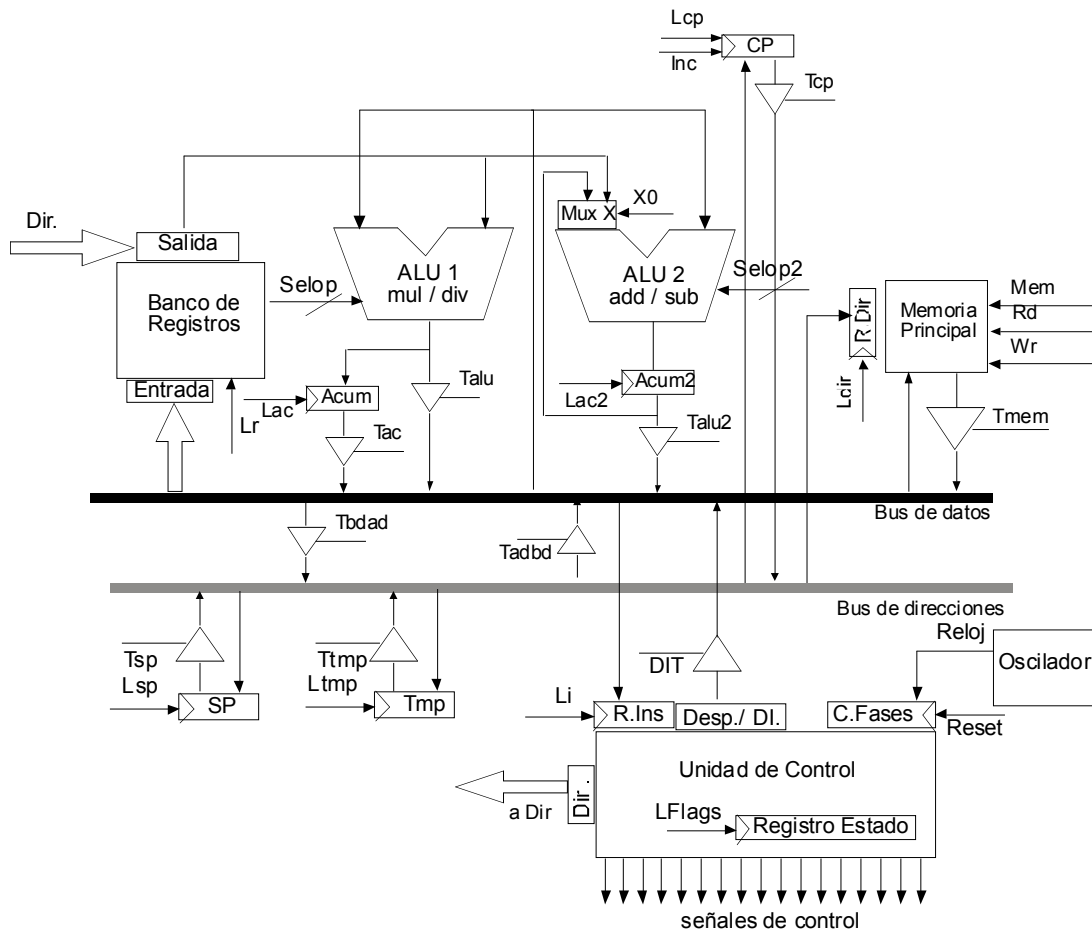 Lcp
Inc
CP
Tcp
Dir.
Salida
Banco de
Registros
Entrada
Lr
Selop
ALU 1
mul / div
Lac
Acum
Tac
Talu
Mux X
X0
ALU 2
add / sub
Selop2
Lac2
Acum2
Talu2
R.Dir
Ldir
Memoria
Principal
Mem
Rd
Wr
Tmem
Bus de datos
Tbdad
Tadbd
Bus de direcciones
Tsp
Lsp
SP
Ttmp
Ltmp
Tmp
DIT
Li
R.Ins
Desp./ DI.
C.Fases
Reloj
Oscilador
Reset
Unidad de Control
Dir .
a Dir
LFlags
Registro Estado
señales de control